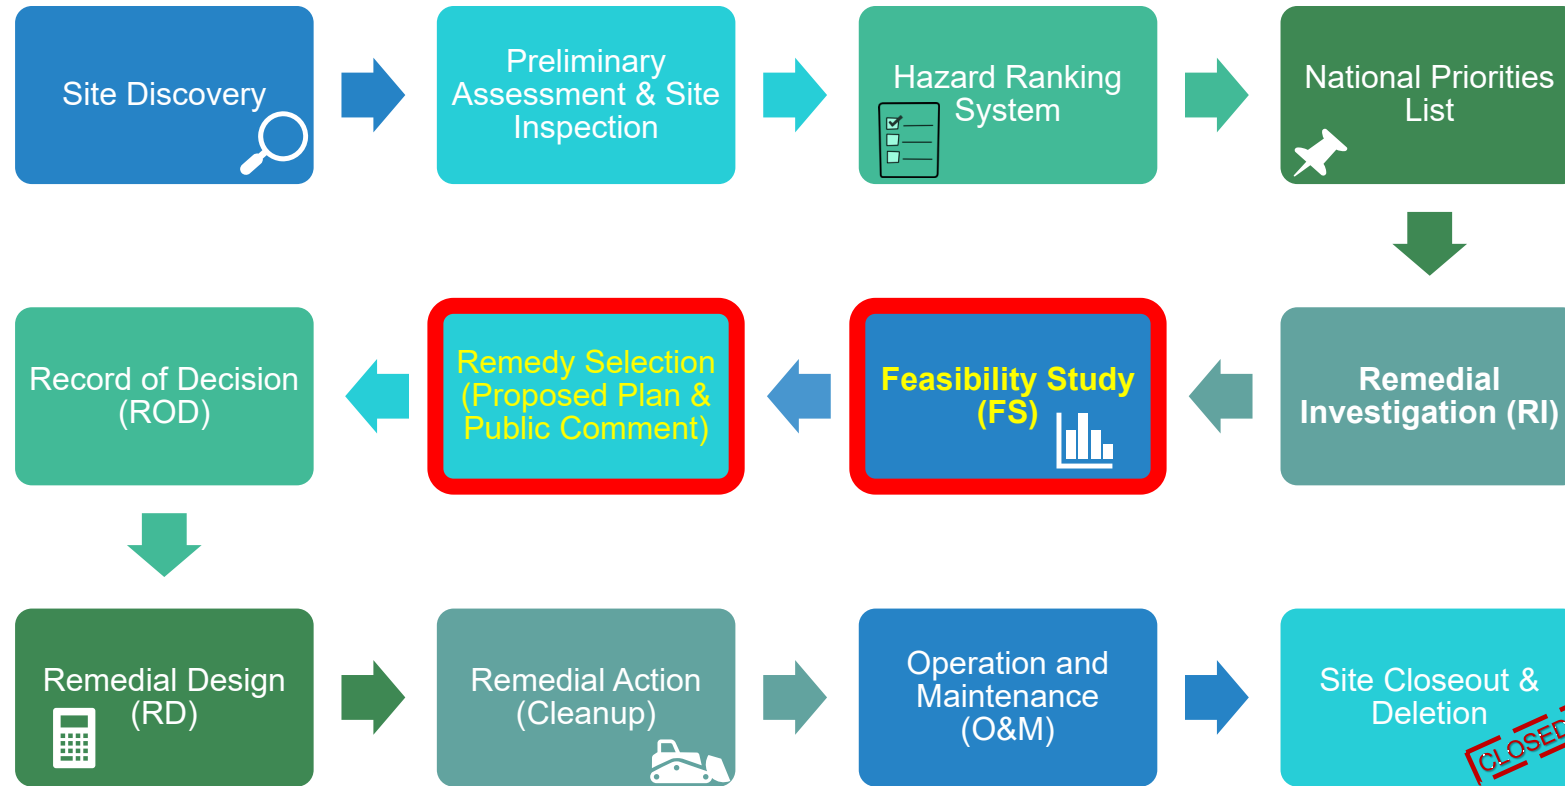 Site Discovery
Preliminary
Assessment & Site
Inspection
Hazard Ranking
System
National Priorities
List
Record of Decision
(ROD)
Remedy Selection
(Proposed Plan &
Public Comment)
Feasibility Study
(FS)
Remedial
Investigation (RI)
Remedial Design
(RD)
Remedial Action
(Cleanup)
Operation and
Maintenance
(O&M)
Site Closeout &
Deletion
CLOSED